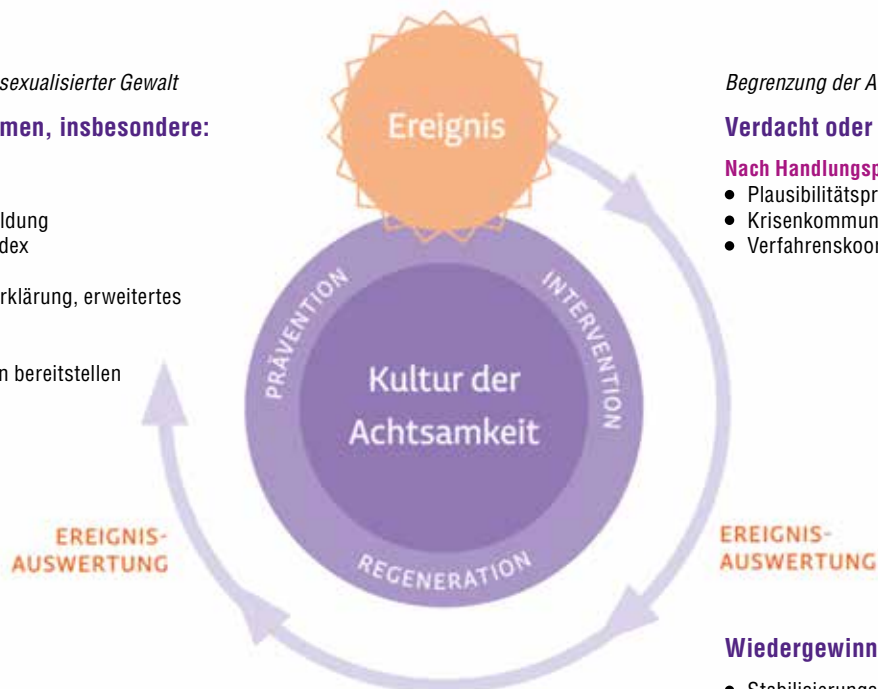 sexualisierter Gewalt
men, insbesondere:
ldung
dex
rklärung, erweitertes
n bereitstellen
Ereignis
PRÄVENTION
INTERVENTION
Kultur der
Achtsamkeit
REGENERATION
EREIGNIS-
AUSWERTUNG
Begrenzung der A
Verdacht oder
Nach Handlungsp
• Plausibilitätspr
• Krisenkommun
• Verfahrenskoor
EREIGNIS-
AUSWERTUNG
Wiedergewinn
• Stabilisierungs